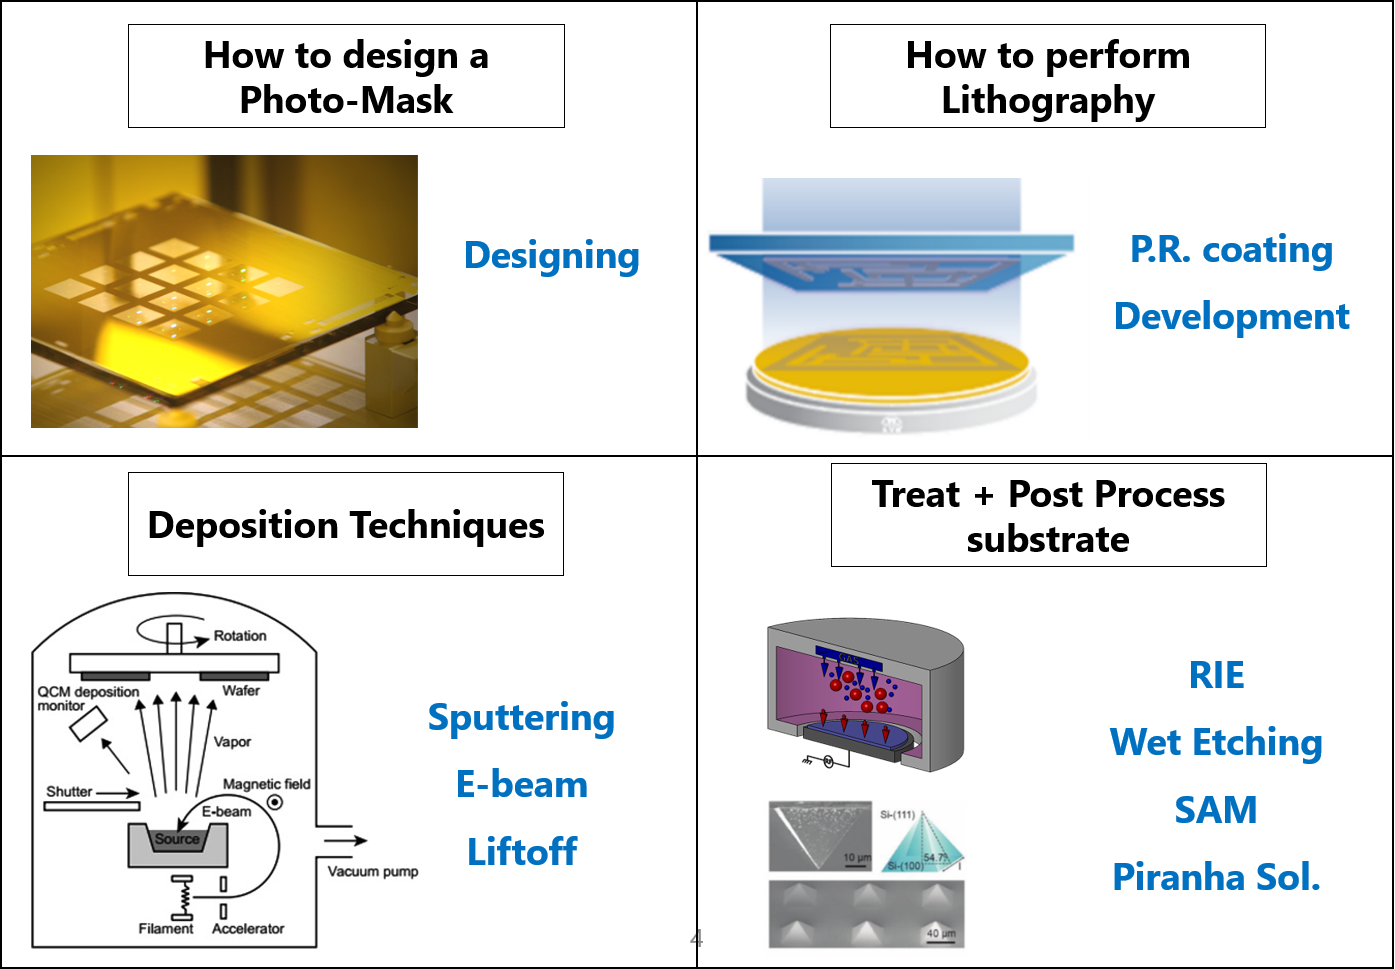 How to design a
Photo-Mask
Designing
How to perform
Lithography
P.R. coating
Development
Deposition Techniques
Rotation
QCM deposition
monitor
Wafer
Vapor
Shutter
Magnetic field
E-beam
Source
Vacuum pump
Filament
Accelerator
Sputtering
E-beam
Liftoff
Treat + Post Process
substrate
GAS
Si-(111)
54.7°
Si-(100)
10 µm
40 µm
RIE
Wet Etching
SAM
Piranha Sol.
4